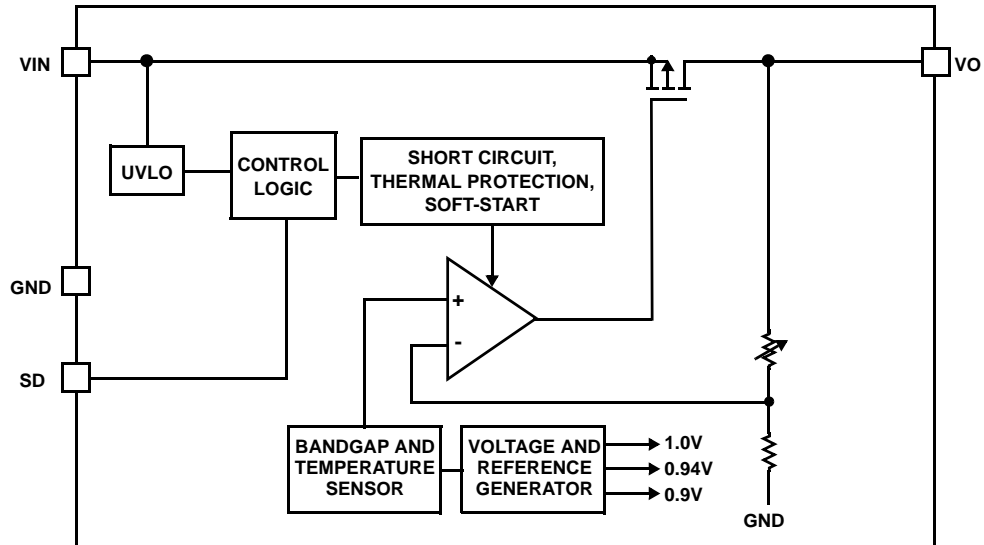 VIN
VO
UVLO
CONTROL
LOGIC
SHORT CIRCUIT,
THERMAL PROTECTION,
SOFT-START
GND
+
-
SD
BANDGAP AND
TEMPERATURE
SENSOR
VOLTAGE AND
REFERENCE
GENERATOR
1.0V
0.94V
0.9V
GND